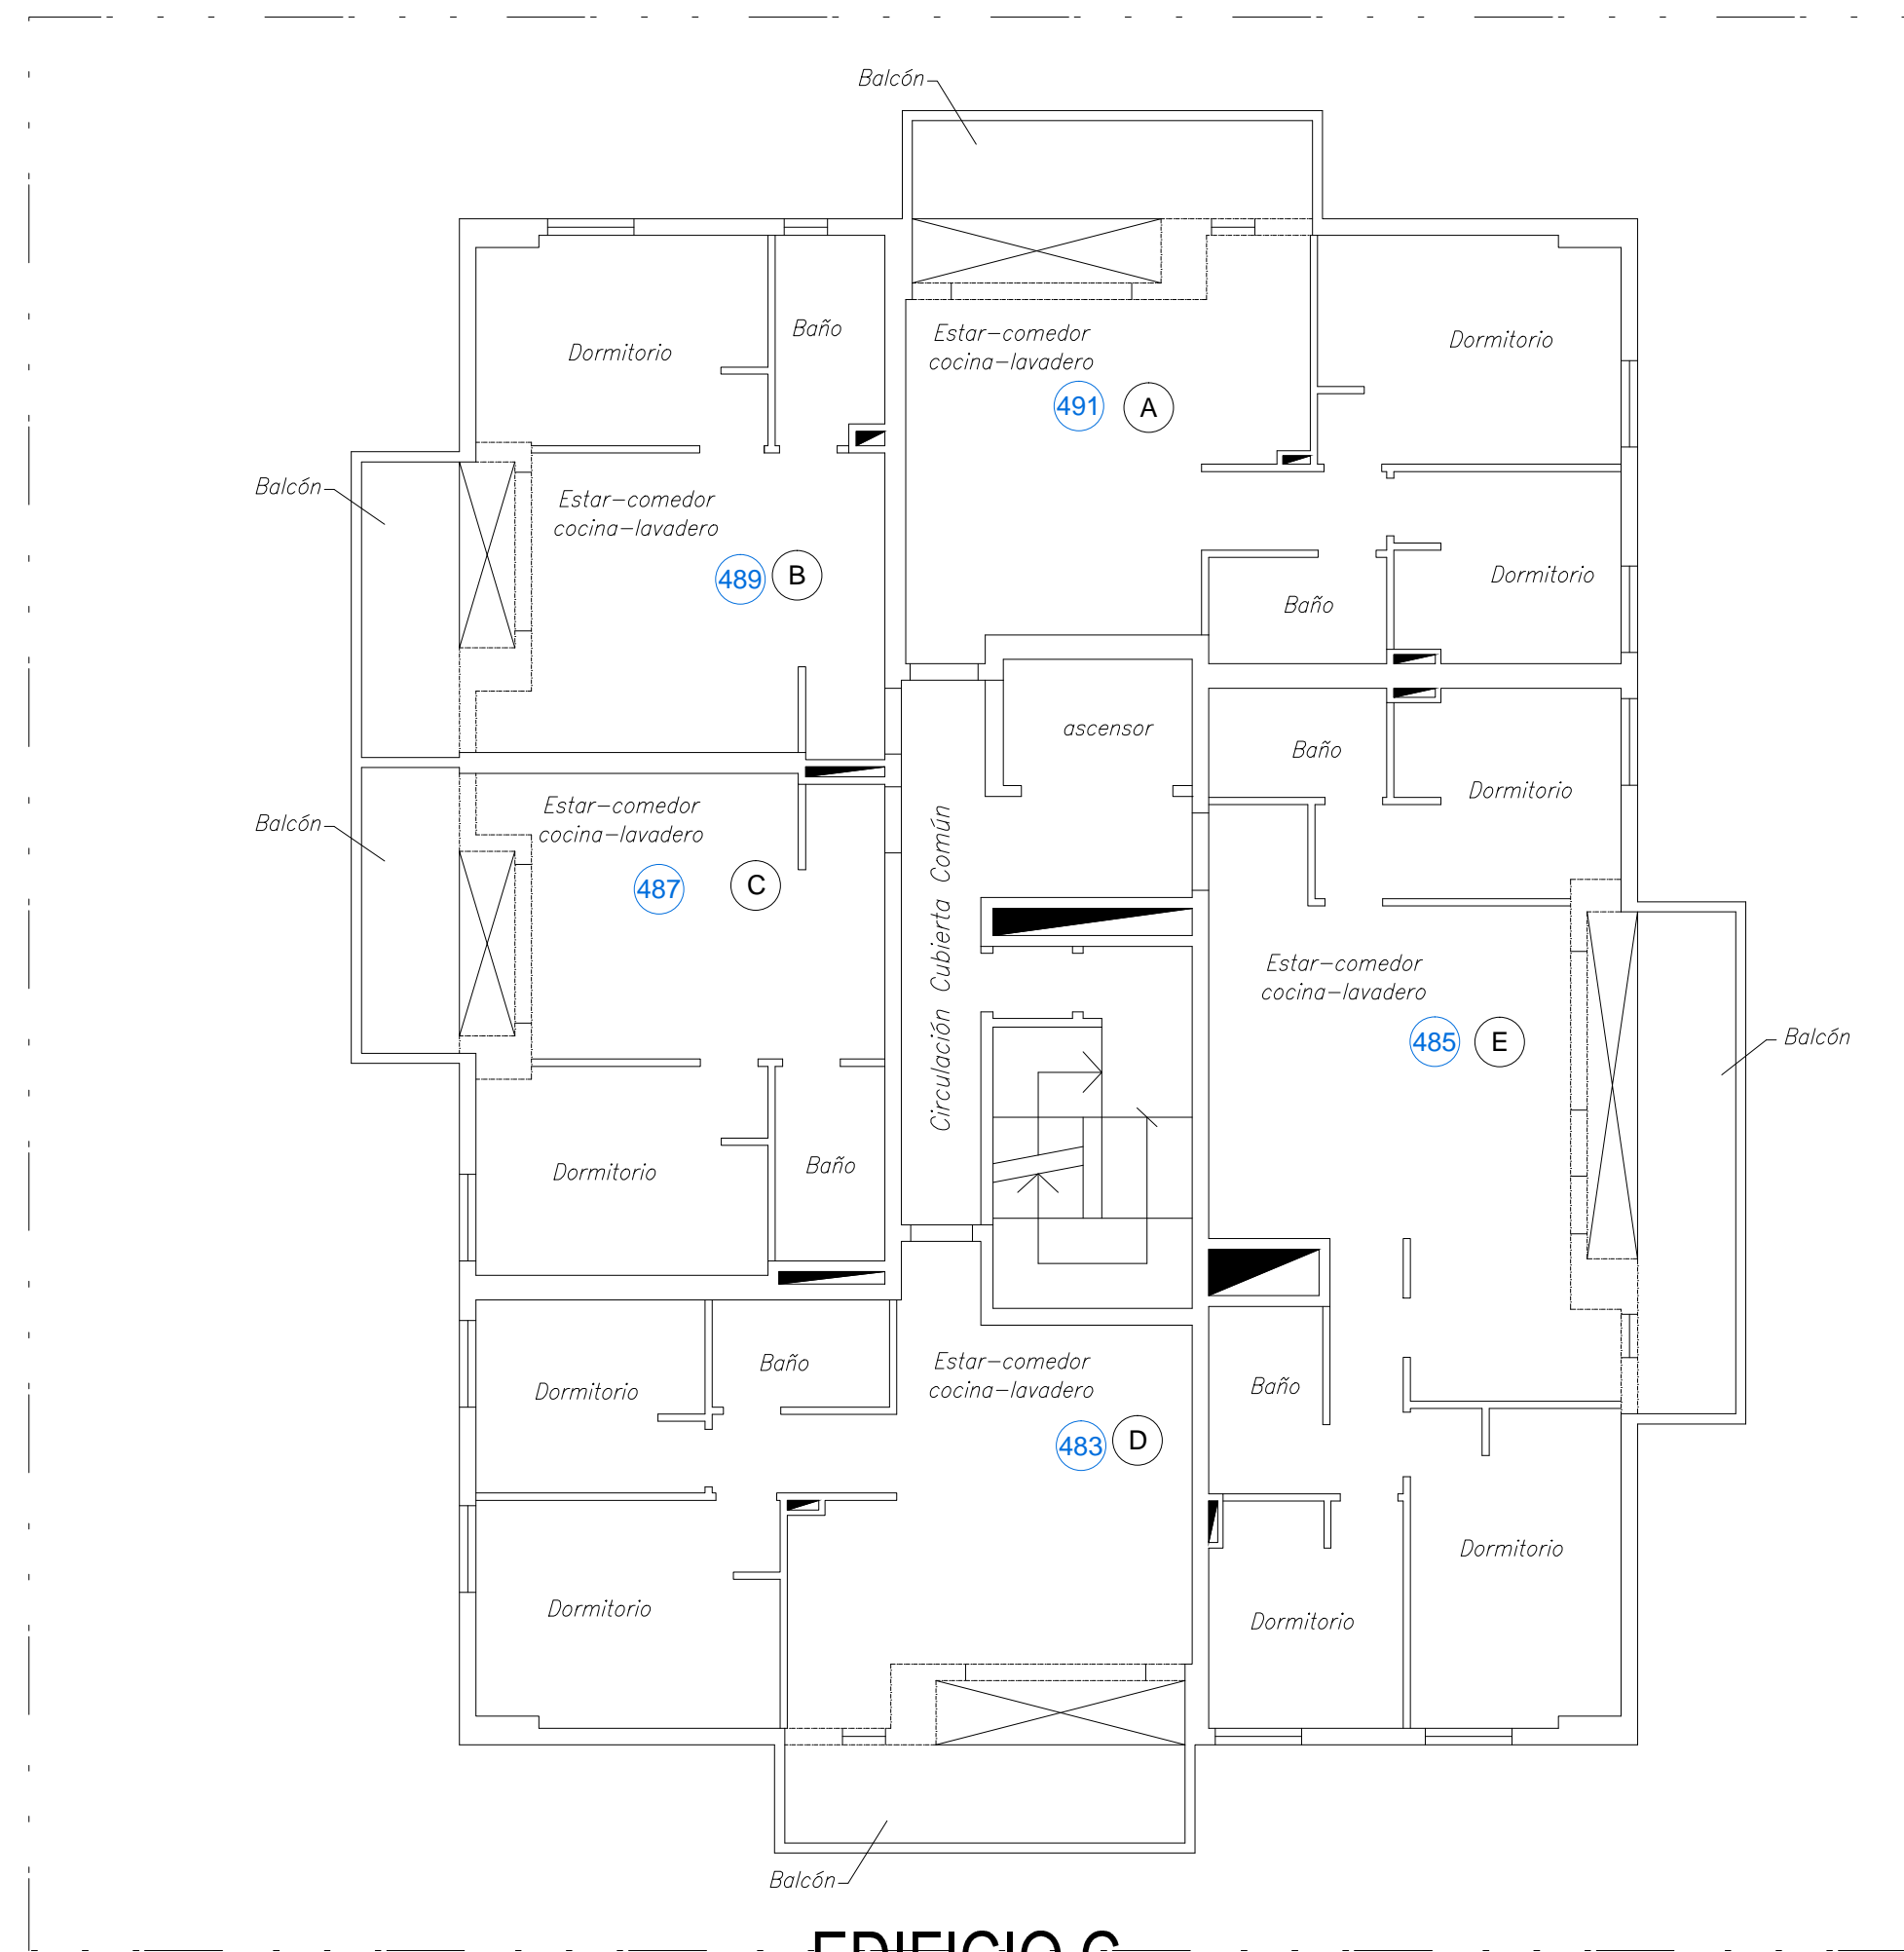 Balcón
Baño
Estar-comedor
cocina-lavadero
Dormitorio
Dormitorio
491
A
Balcón
Estar-comedor
cocina-lavadero
489
B
Dormitorio
Baño
ascensor
Baño
Dormitorio
Balcón
Estar-comedor
cocina-lavadero
487
C
Circulación Cubierta Común
Estar-comedor
cocina-lavadero
485
E
Balcón
Dormitorio
Baño
Dormitorio
Baño
Estar-comedor
cocina-lavadero
Baño
483
D
Dormitorio
Dormitorio
Dormitorio
Balcón
EDIFICIO C